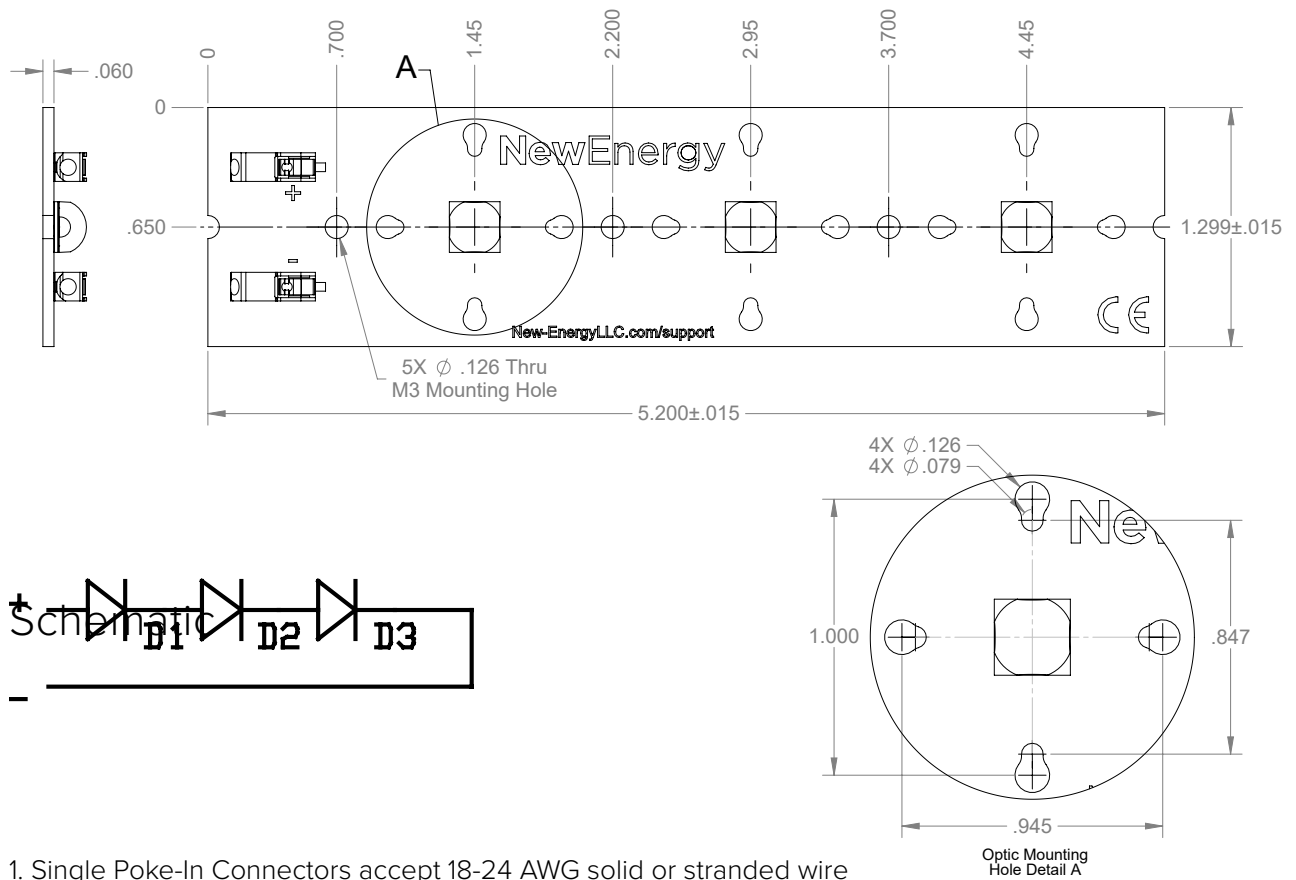 0
.700
1.45
2.200
2.95
3.700
4.45
.060
A
0
NewEnergy
+
.650
1.299±.015
-
CE
New-EnergyLLC.com/support
5X ∅ .126 Thru
M3 Mounting Hole
5.200±.015
4X ∅.126
4X ∅.079
Ne
1.000
.847
.945
Optic Mounting
Hole Detail A
+
Schematic
D1 D2 D3
-
1. Single Poke-In Connectors accept 18-24 AWG solid or stranded wire